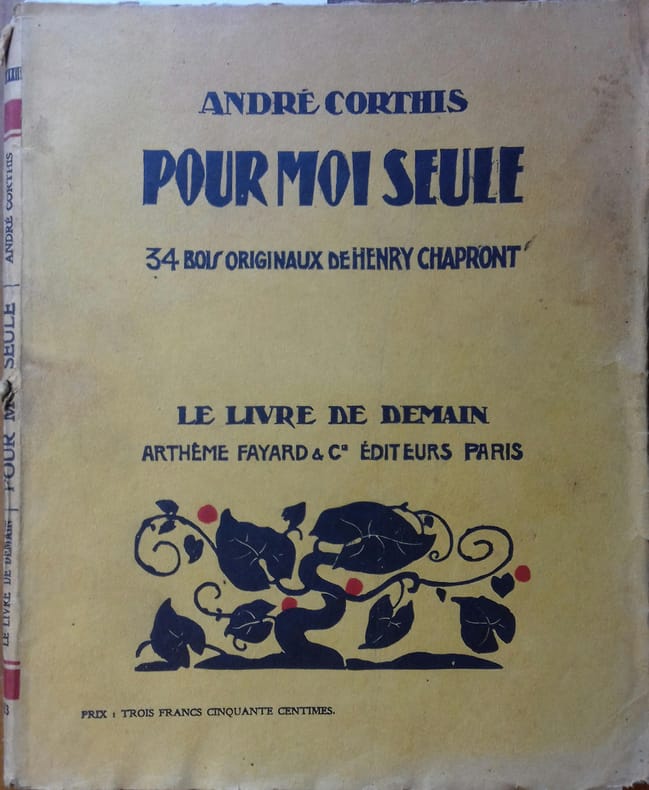 ANDRÉ CORTHIS
POUR MOI SEULE
34 BOIS ORIGINAUX DE HENRY CHAPRONT
LE LIVRE DE DEMAIN
ARTHÈME FAYARD & Cie ÉDITEURS PARIS
PRIX : TROIS FRANCS CINQUANTE CENTIMES.
LE LIVRE DE DEMAIN | POUR MOI SEULE | ANDRÉ CORTHIS